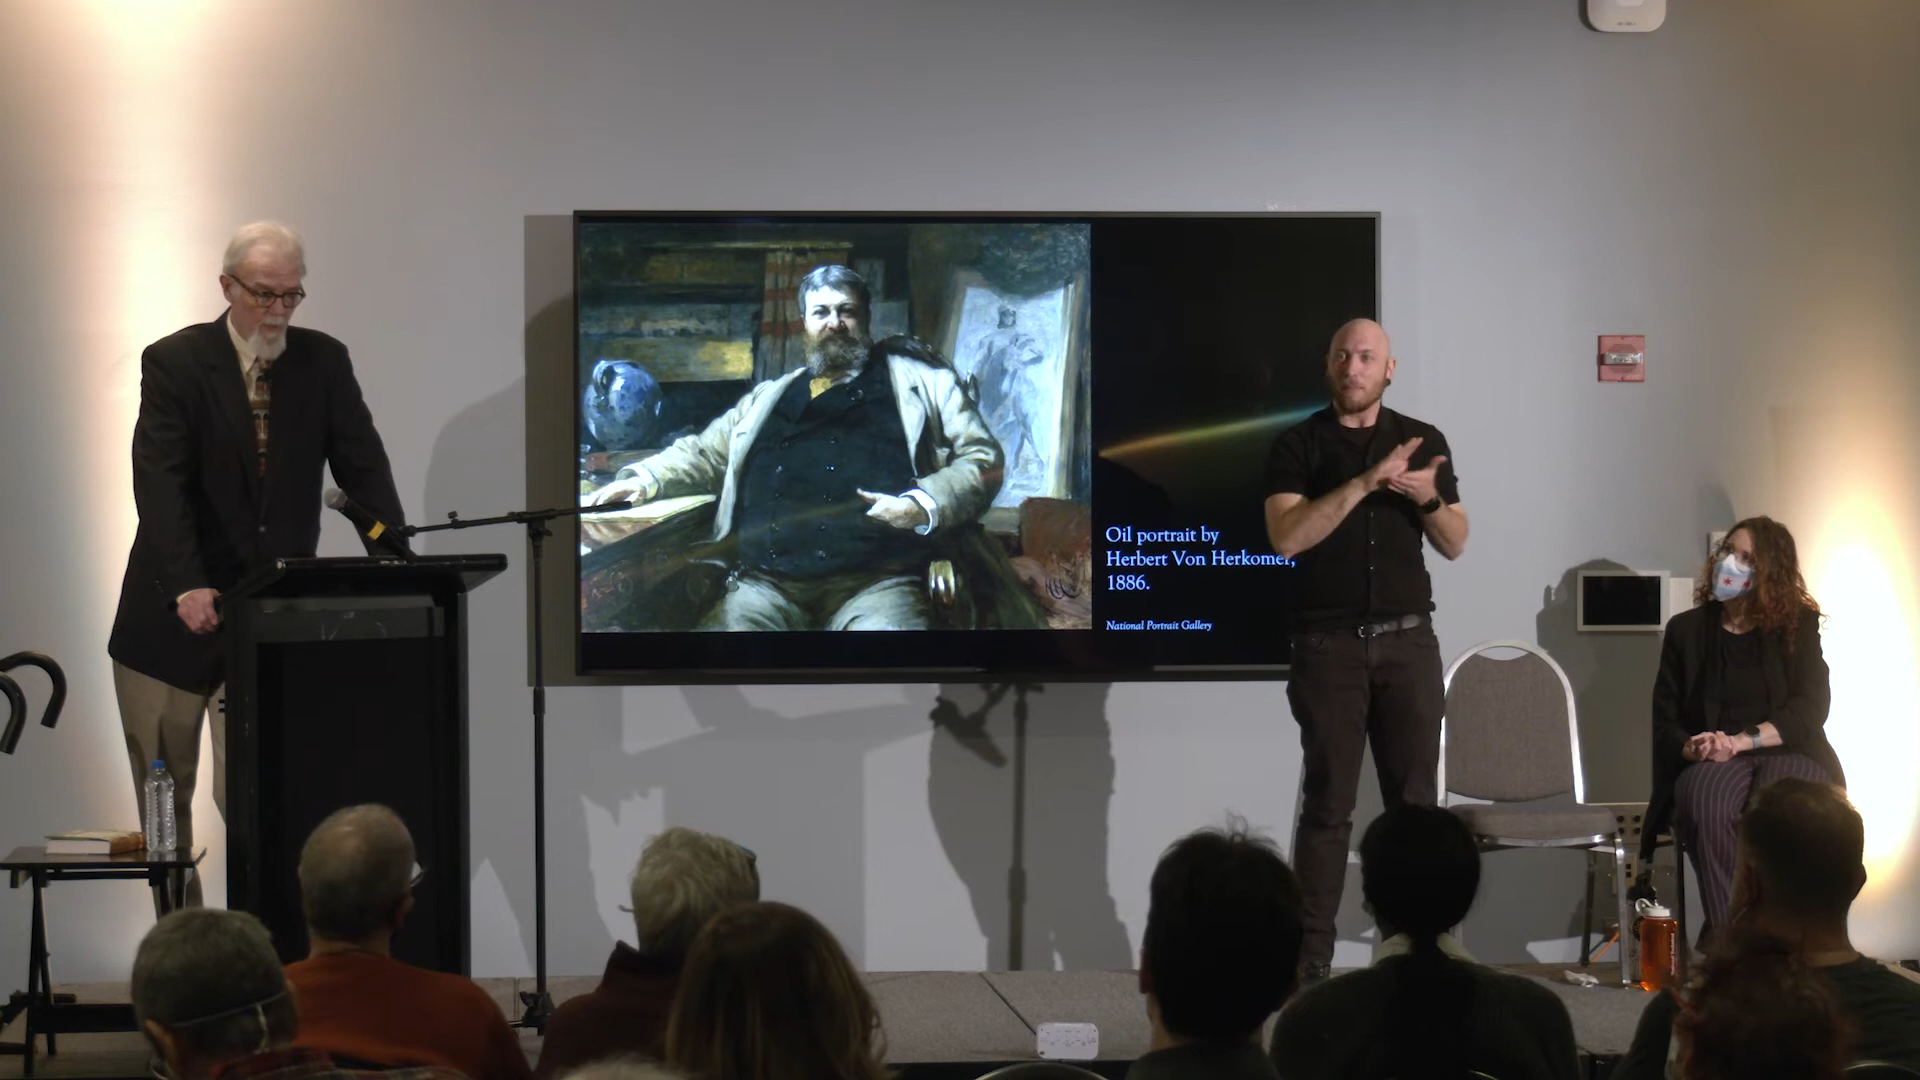 Oil portrait by
Herbert Von Herkomer,
1886.
National Portrait Gallery